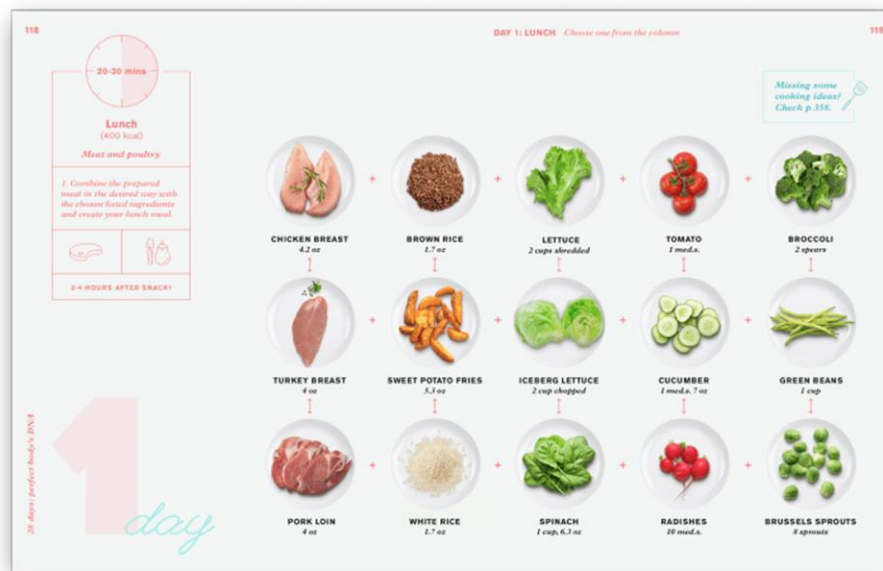 118
DAY 1: LUNCH Choose one from the column
118
20-30 mins
Lunch
(400 kcal)
Meat and poultry
1. Combine the prepared
meat in the desired way with
the chosen listed ingredients
and create your lunch meal.
3-4 HOURS AFTER SNACK!
Missing some
cooking ideas?
Check p 358.
+ + + +
CHICKEN BREAST
4.2 oz
BROWN RICE
1.7 oz
LETTUCE
2 cups shredded
TOMATO
1 med.s.
BROCCOLI
2 spears
+ + + +
TURKEY BREAST
4 oz
SWEET POTATO FRIES
5.3 oz
ICEBERG LETTUCE
2 cup chopped
CUCUMBER
1 med.s. 7 oz
GREEN BEANS
1 cup
+ + + +
PORK LOIN
4 oz
WHITE RICE
1.7 oz
SPINACH
1 cup, 6.3 oz
RADISHES
10 med.s.
BRUSSELS SPROUTS
8 sprouts
28 days: perfect body's DNA
1
day